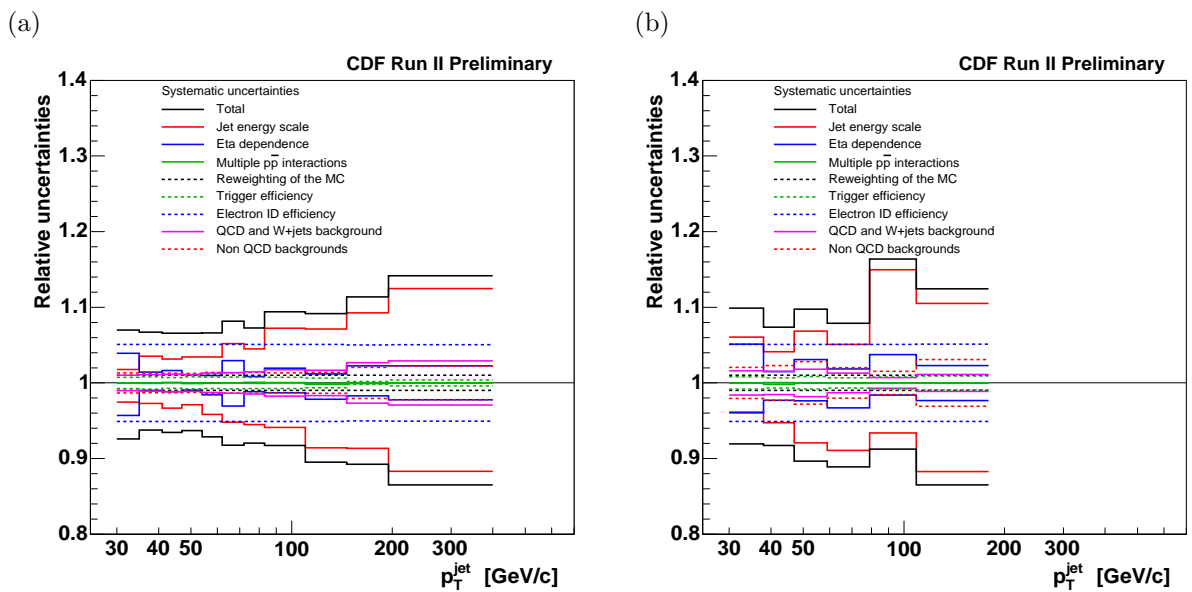 (a)
CDF Run II Preliminary
Relative uncertainties
1.4
1.3
1.2
1.1
1
0.9
0.8
Systematic uncertainties
Total
Jet energy scale
Eta dependence
Multiple pp̄ interactions
Reweighting of the MC
Trigger efficiency
Electron ID efficiency
QCD and W+jets background
Non QCD backgrounds
30 40 50 100 200 300
p_T^jet [GeV/c]
(b)
CDF Run II Preliminary
Relative uncertainties
1.4
1.3
1.2
1.1
1
0.9
0.8
Systematic uncertainties
Total
Jet energy scale
Eta dependence
Multiple pp̄ interactions
Reweighting of the MC
Trigger efficiency
Electron ID efficiency
QCD and W+jets background
Non QCD backgrounds
30 40 50 100 200 300
p_T^jet [GeV/c]